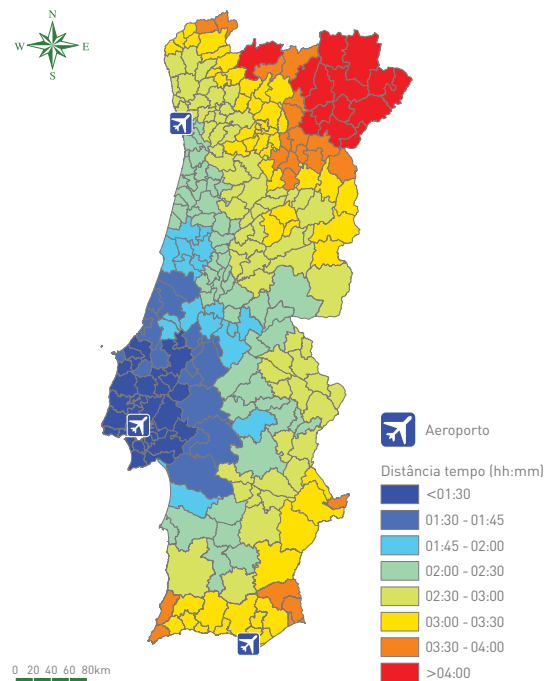 N
W E
S
Aeroporto
Distância tempo (hh:mm)
<01:30
01:30 - 01:45
01:45 - 02:00
02:00 - 02:30
02:30 - 03:00
03:00 - 03:30
03:30 - 04:00
>04:00
0 20 40 60 80km